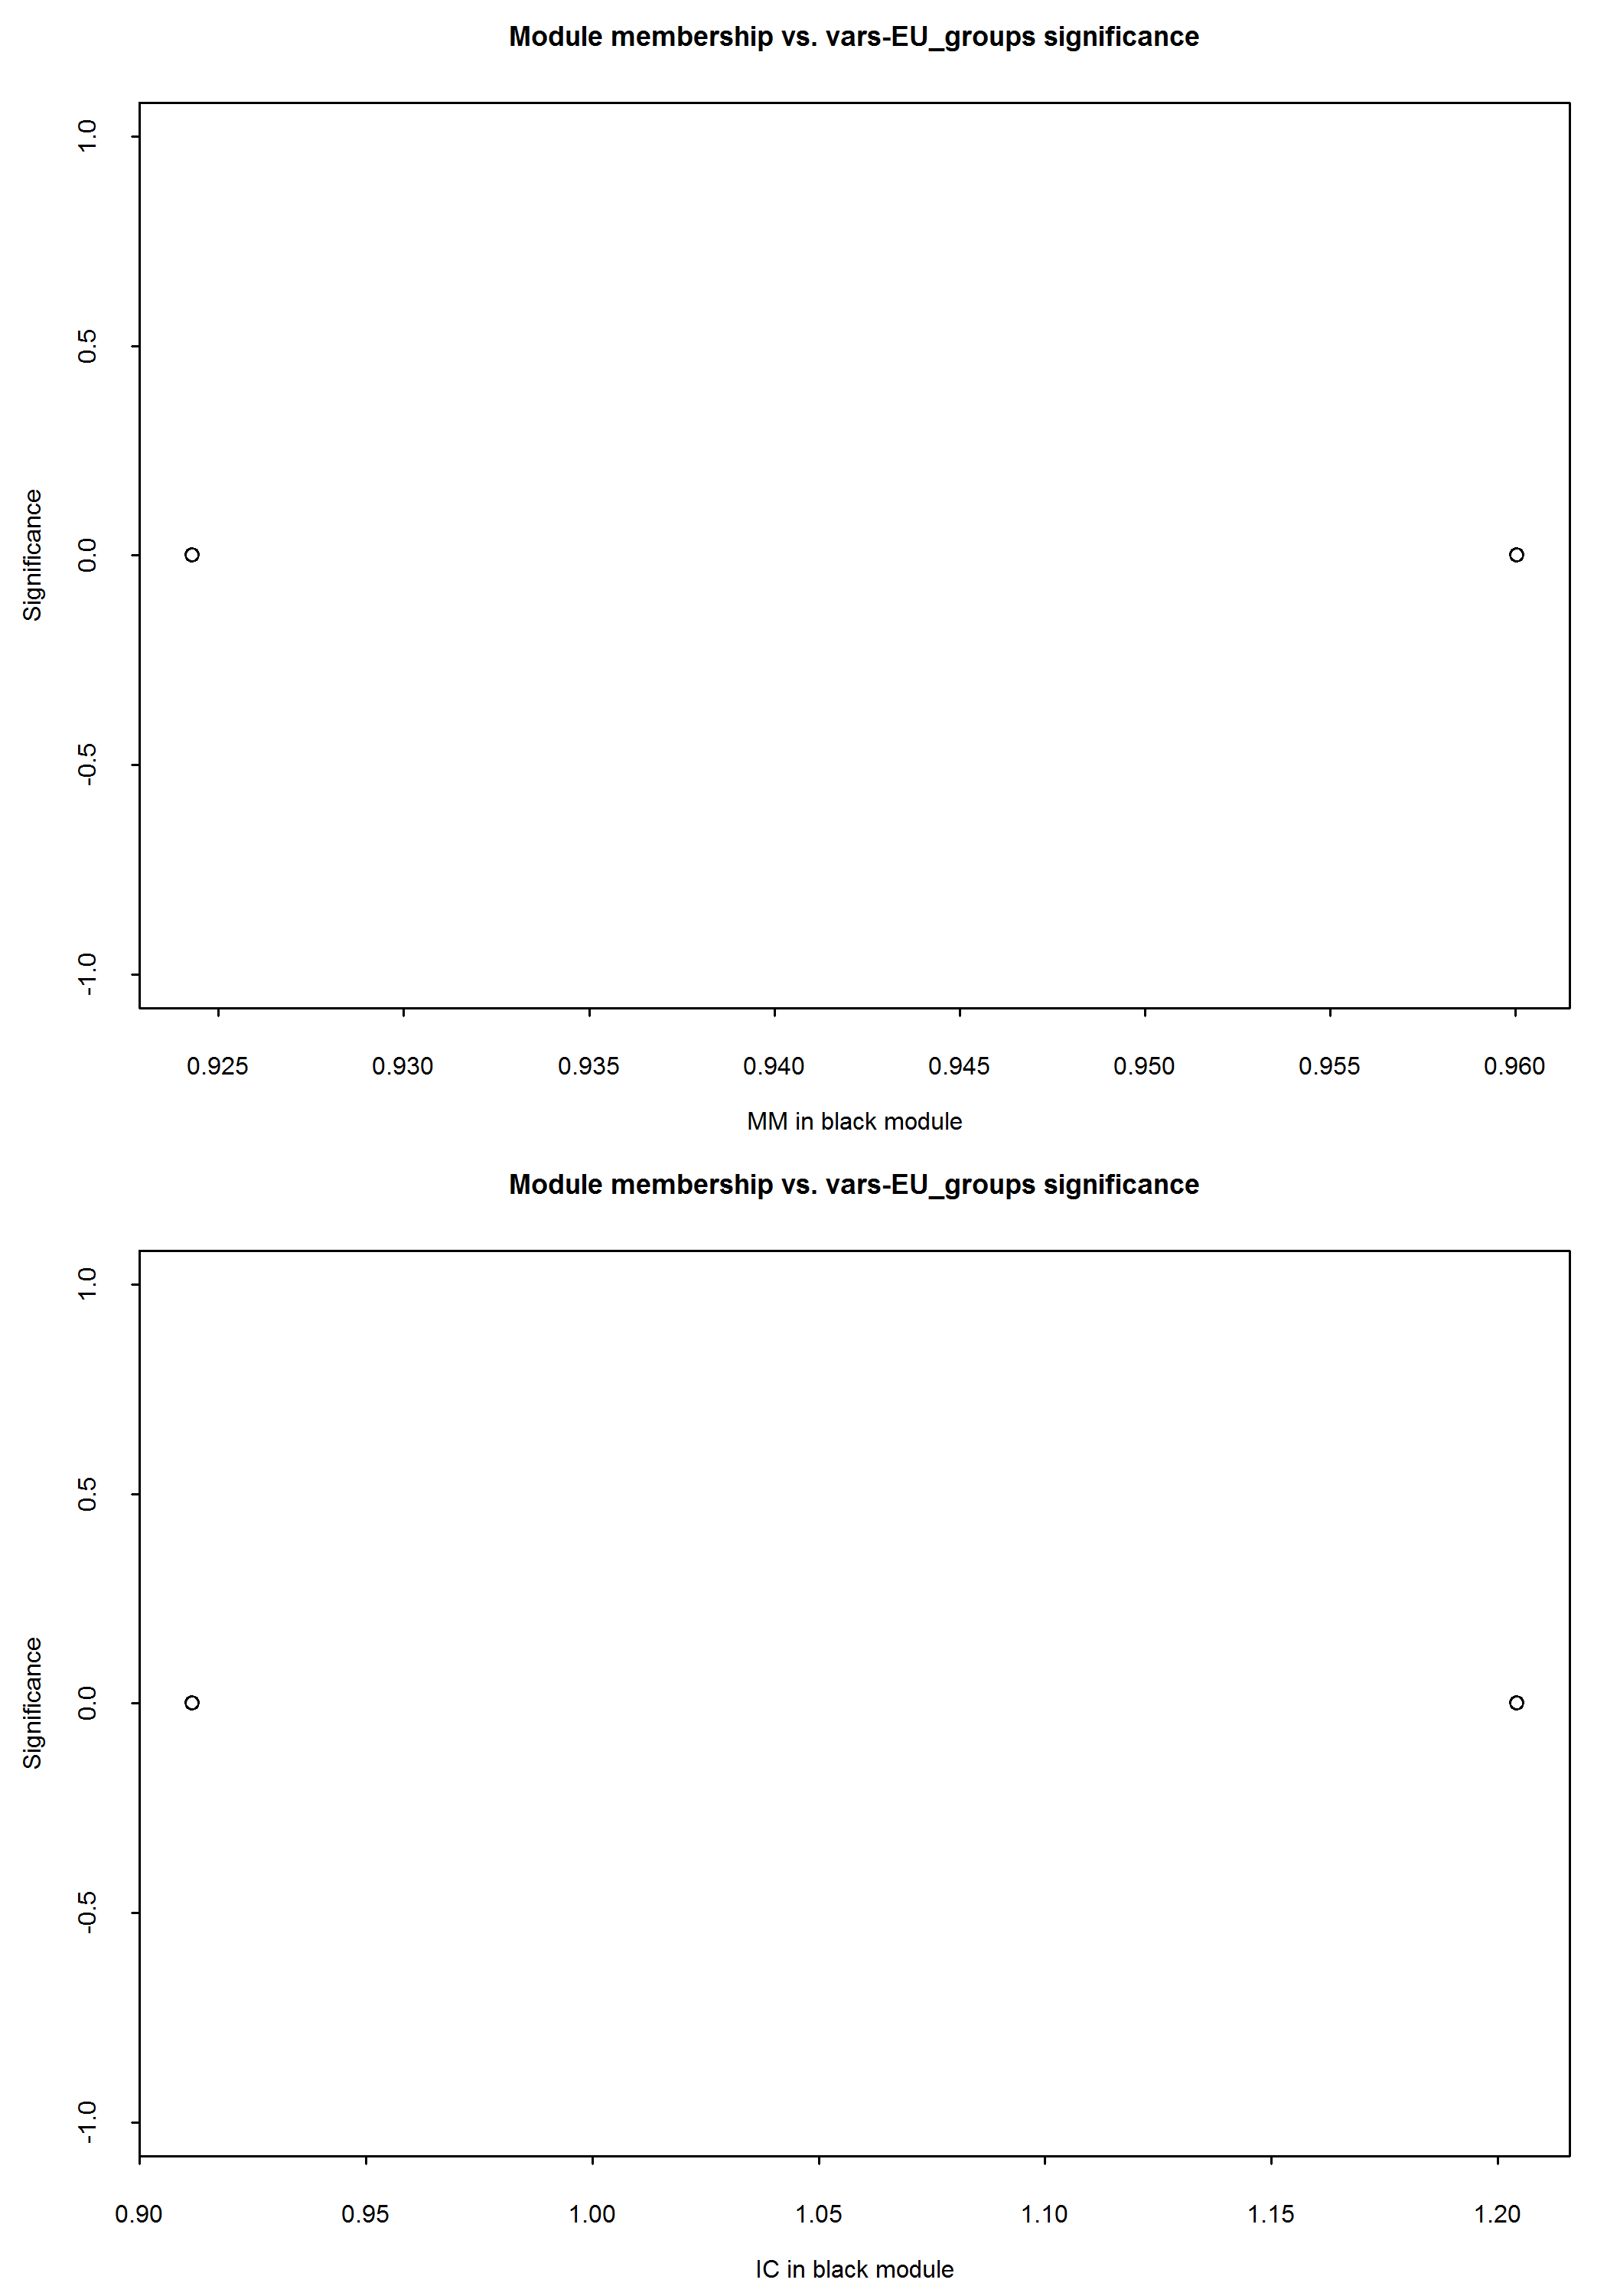 Module membership vs. vars-EU_groups significance
1.0
0.5
0.0
-0.5
-1.0
Significance
0.925 0.930 0.935 0.940 0.945 0.950 0.955 0.960
MM in black module
Module membership vs. vars-EU_groups significance
1.0
0.5
0.0
-0.5
-1.0
Significance
0.90 0.95 1.00 1.05 1.10 1.15 1.20
IC in black module